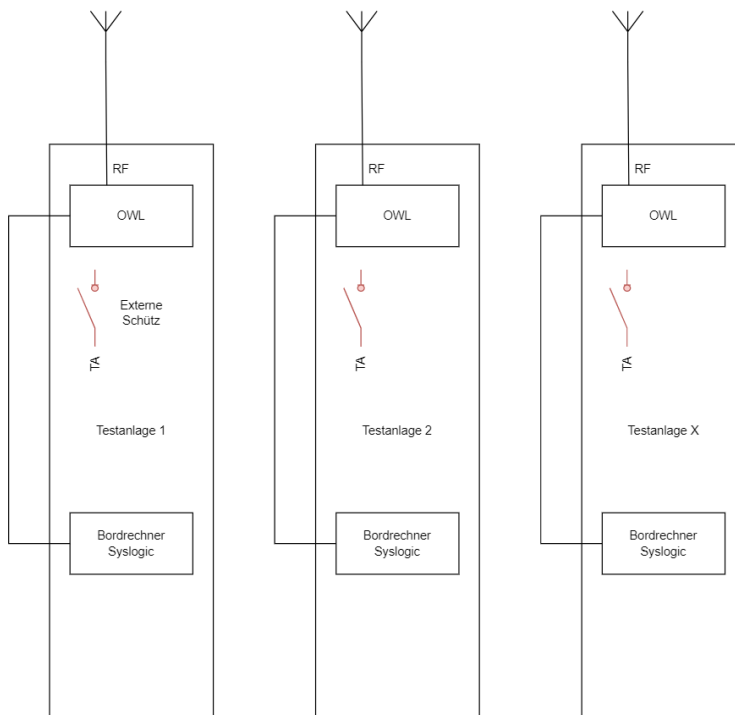 RF
OWL
Externe
Schütz
TA
Testanlage 1
Bordrechner
Syslogic
RF
OWL
TA
Testanlage 2
Bordrechner
Syslogic
RF
OWL
TA
Testanlage X
Bordrechner
Syslogic